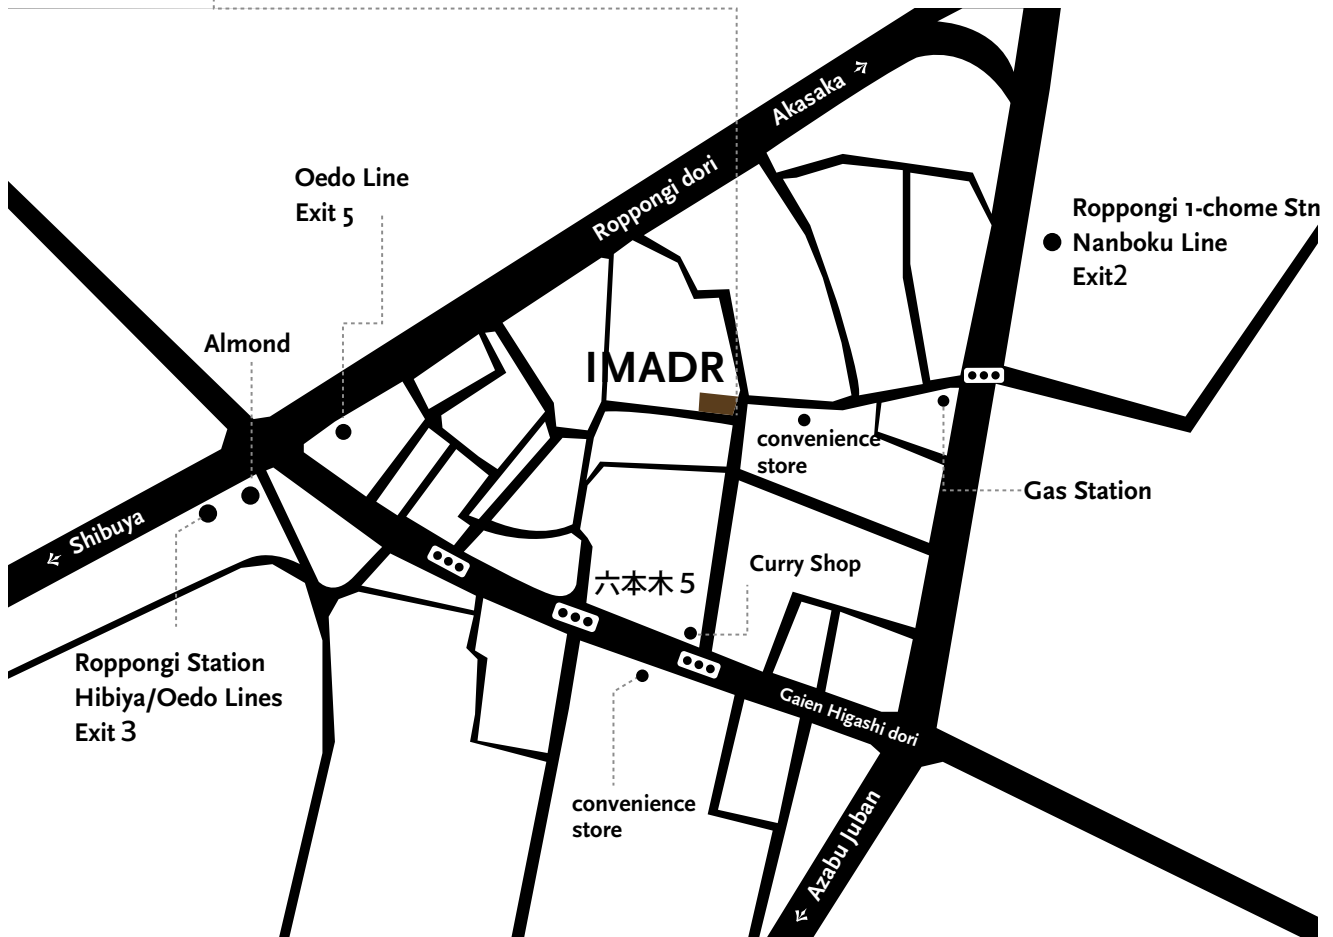 Akasaka
Roppongi dori
Oedo Line
Exit 5
Roppongi 1-chome Stn
Nanboku Line
Exit2
Almond
IMADR
convenience
store
Gas Station
Shibuya
Curry Shop
六本木 5
Roppongi Station
Hibiya/Oedo Lines
Exit 3
Gaien Higashi dori
convenience
store
Azabu Juban